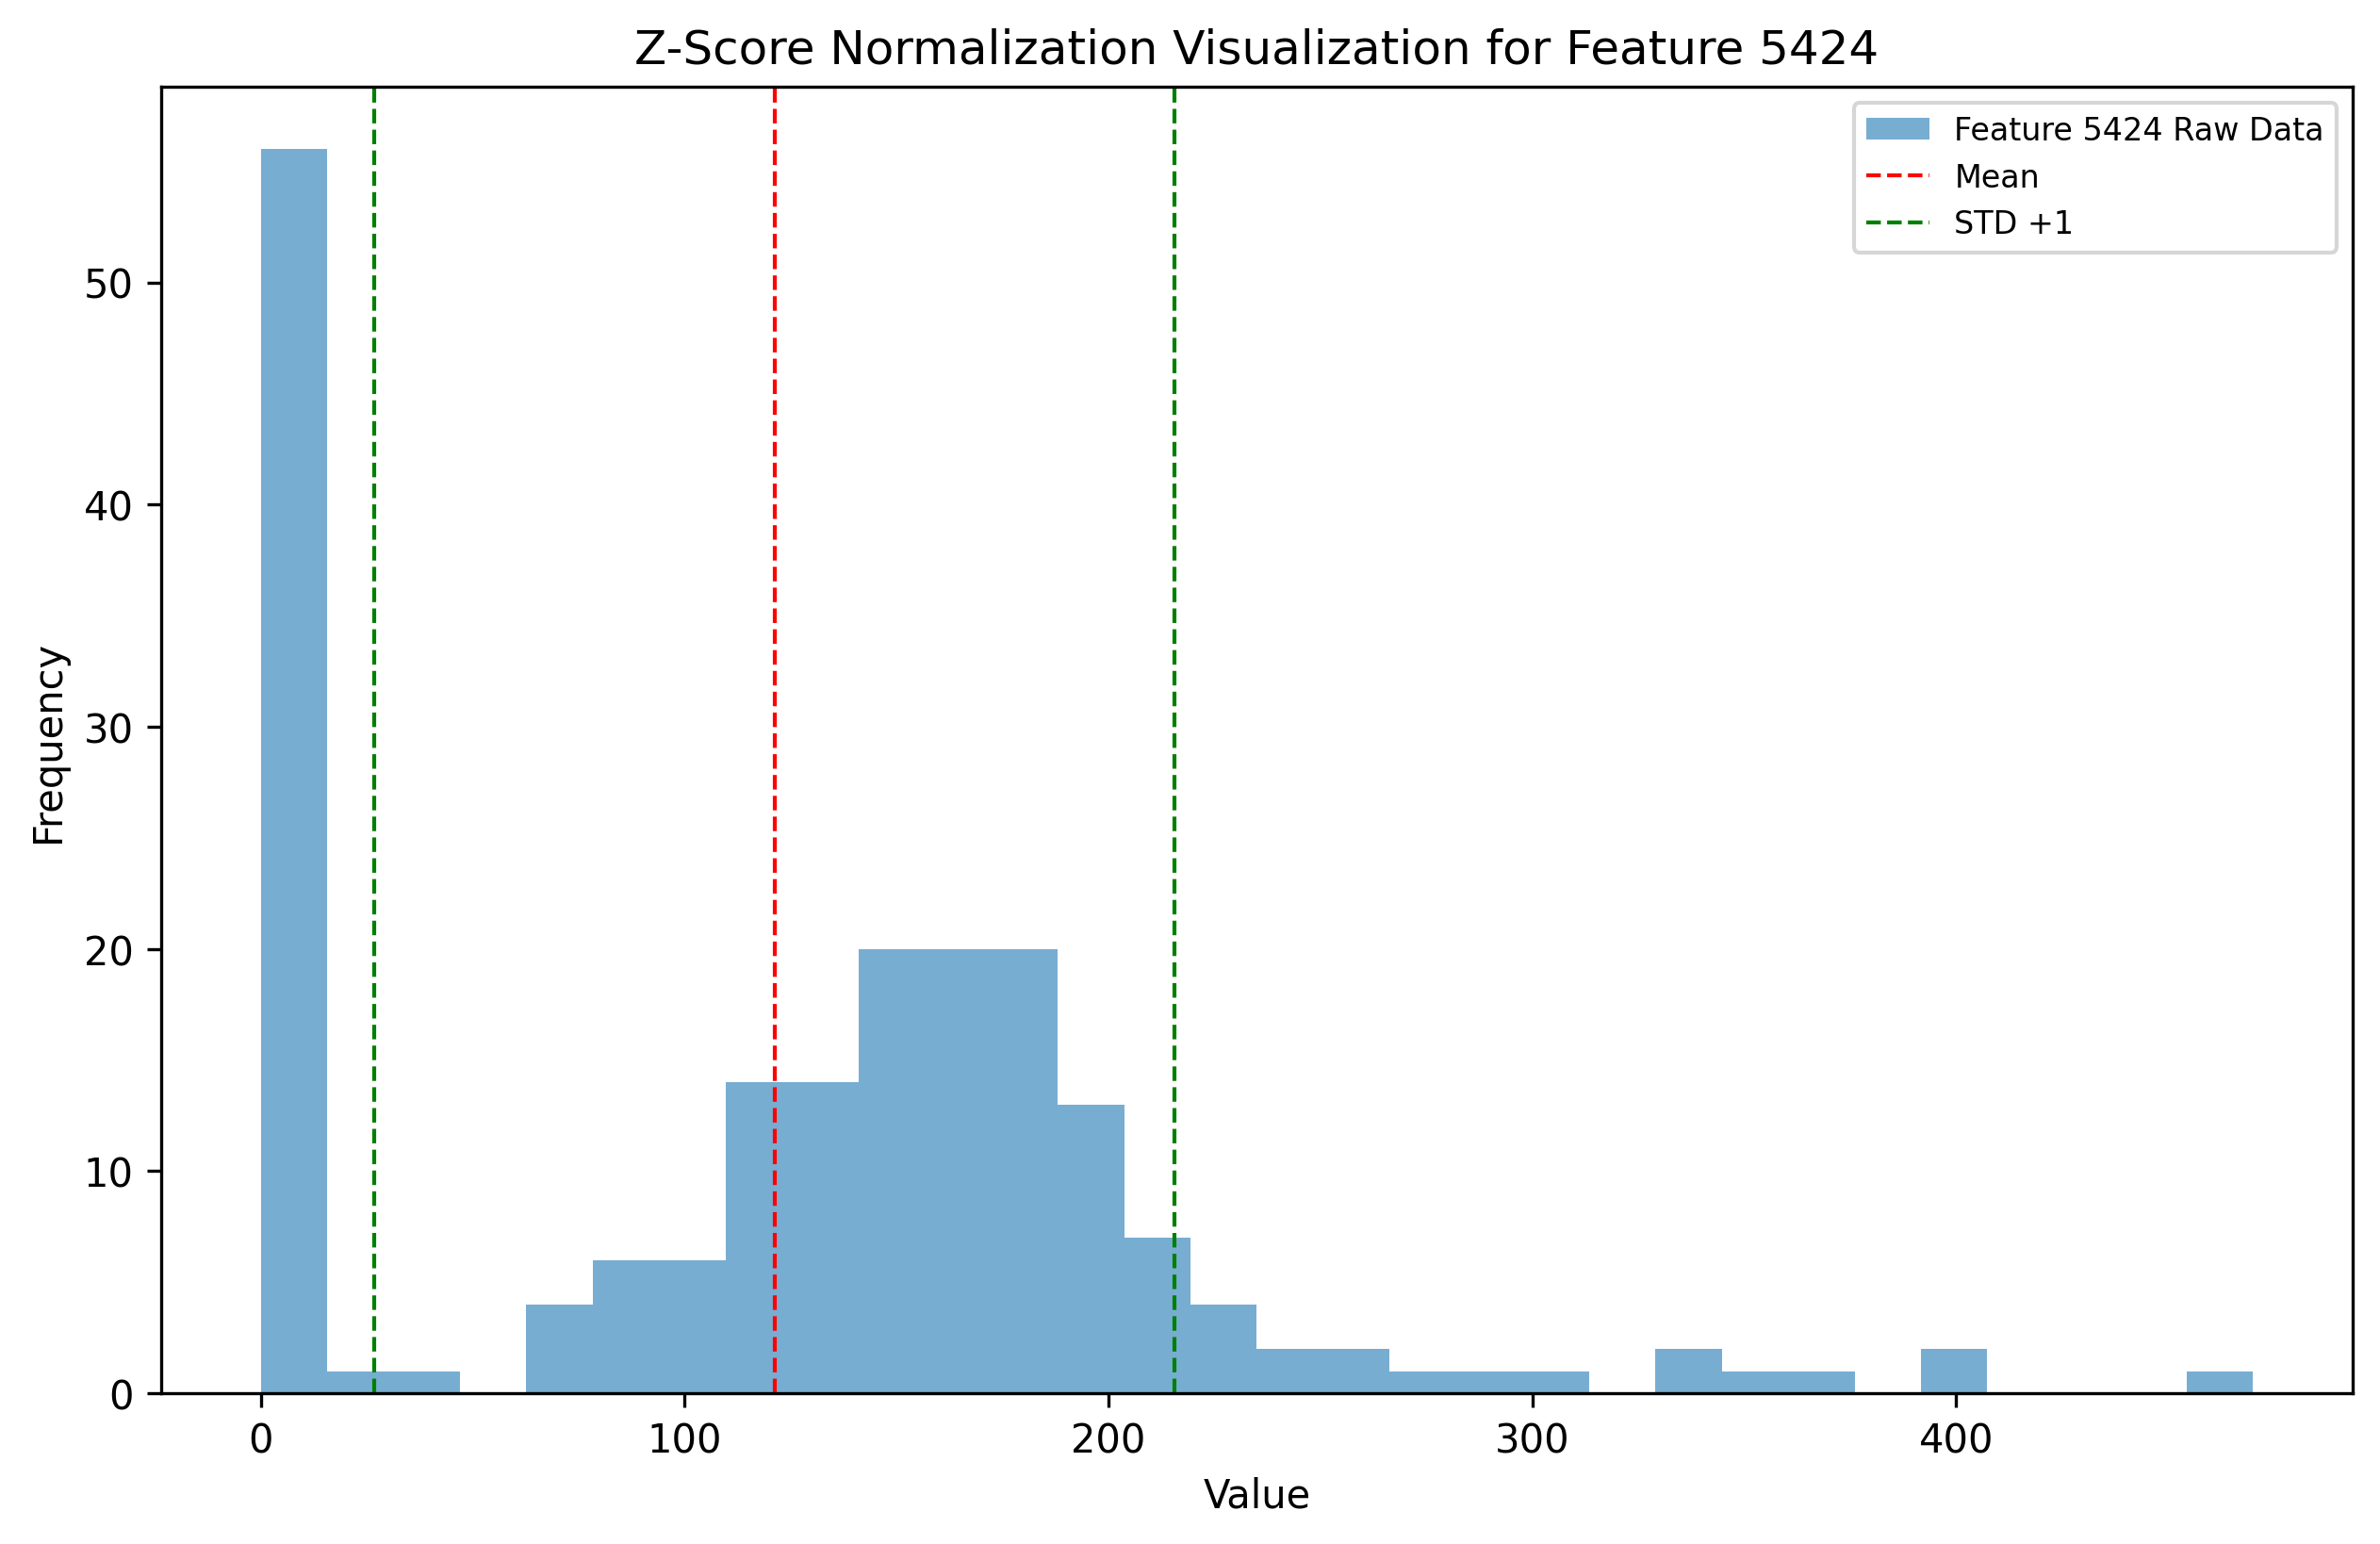 Z-Score Normalization Visualization for Feature 5424
Feature 5424 Raw Data
Mean
STD +1
Frequency
50
40
30
20
10
0
0 100 200 300 400
Value